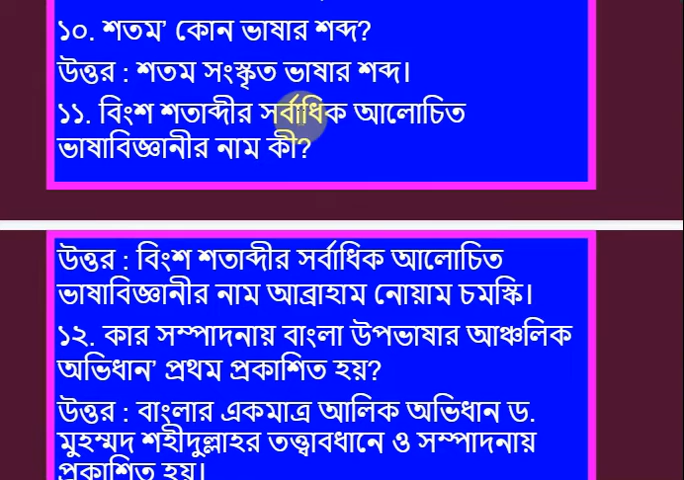 ১০. শতম’ কোন ভাষার শব্দ?
উত্তর : শতম সংস্কৃত ভাষার শব্দ।
১১. বিংশ শতাব্দীর সর্বাধিক আলোচিত
ভাষাবিজ্ঞানীর নাম কী?
উত্তর : বিংশ শতাব্দীর সর্বাধিক আলোচিত
ভাষাবিজ্ঞানীর নাম আব্রাহাম নোয়াম চমস্কি।
১২. কার সম্পাদনায় বাংলা উপভাষার আঞ্চলিক
অভিধান’ প্রথম প্রকাশিত হয়?
উত্তর : বাংলার একমাত্র আলিক অভিধান ড.
মুহম্মদ শহীদুল্লাহর তত্ত্বাবধানে ও সম্পাদনায়
প্রকাশিত হয়।